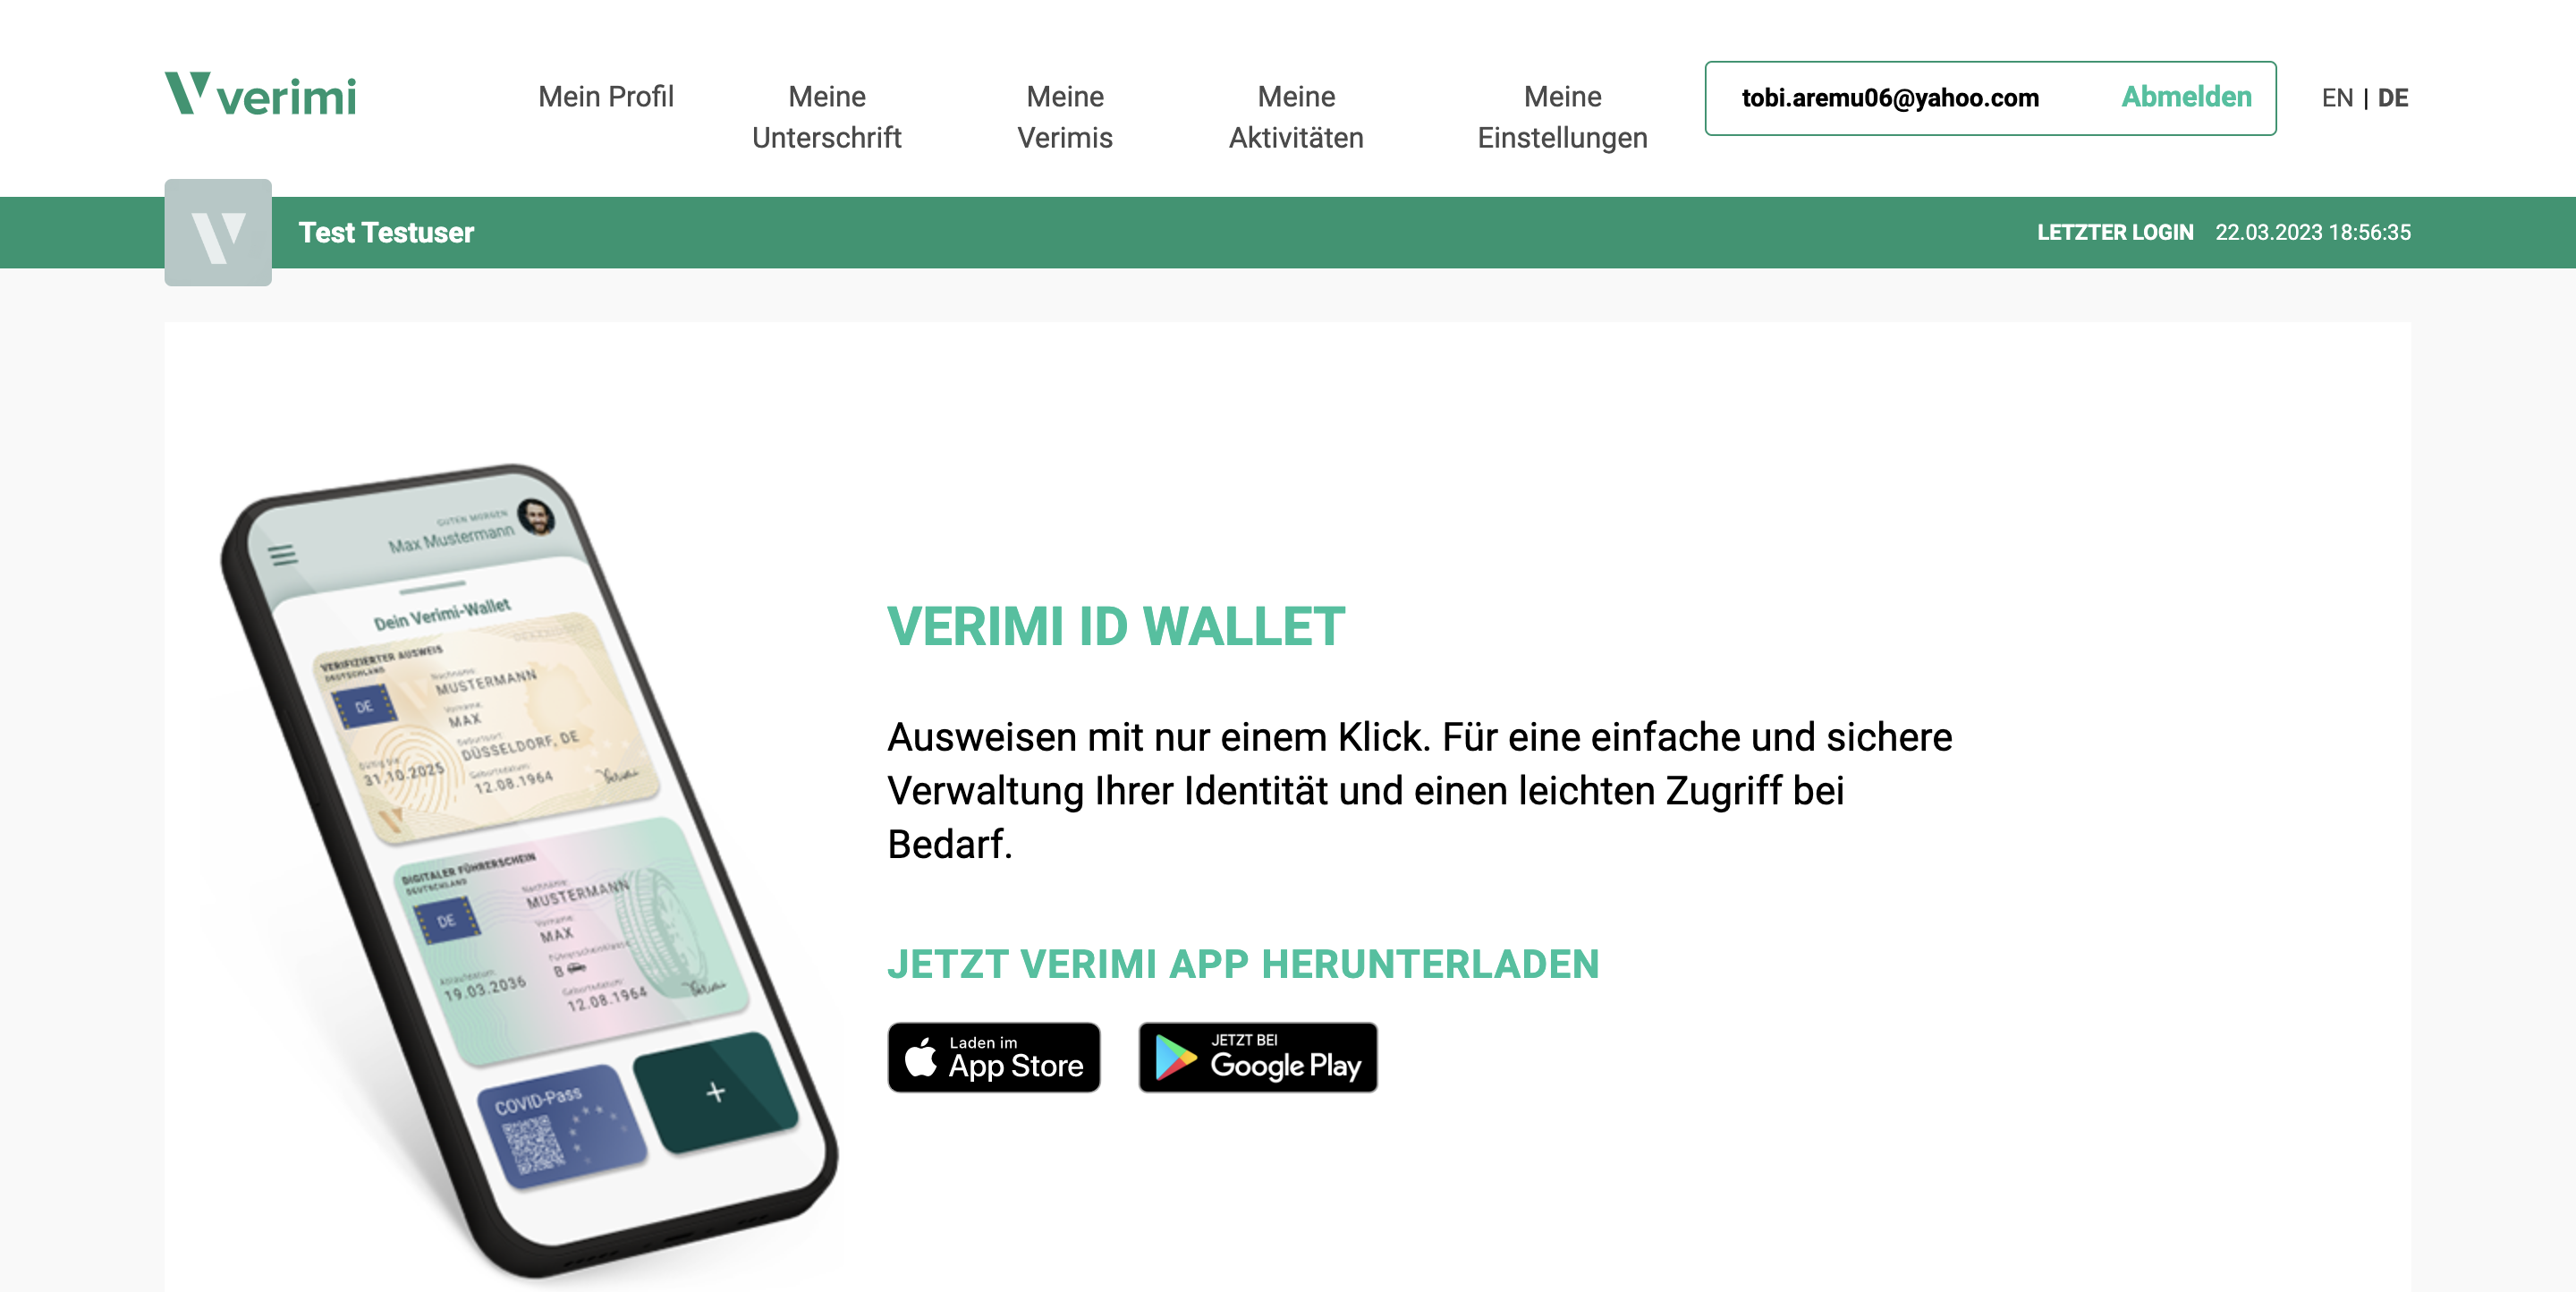 verimi
Mein Profil
Meine
Unterschrift
Meine
Verimis
Meine
Aktivitäten
Meine
Einstellungen
tobi.aremu06@yahoo.com Abmelden
EN | DE
Test Testuser
LETZTER LOGIN 22.03.2023 18:56:35
GUTEN MORGEN
Max Mustermann
Dein Verimi-Wallet
VERIFIZIERTER AUSWEIS
DEUTSCHLAND
DE
Nachname:
MUSTERMANN
Vorname:
MAX
Geburtsort:
DÜSSELDORF, DE
Gültig bis:
31.10.2025
Geburtsdatum:
12.08.1964
Verimi
DIGITALER FÜHRERSCHEIN
DEUTSCHLAND
DE
Nachname:
MUSTERMANN
Vorname:
MAX
Führerscheinklasse:
B
Ablaufdatum:
19.03.2036
Geburtsdatum:
12.08.1964
Verimi
COVID-Pass
+
VERIMI ID WALLET
Ausweisen mit nur einem Klick. Für eine einfache und sichere
Verwaltung Ihrer Identität und einen leichten Zugriff bei
Bedarf.
JETZT VERIMI APP HERUNTERLADEN
Laden im
App Store
JETZT BEI
Google Play